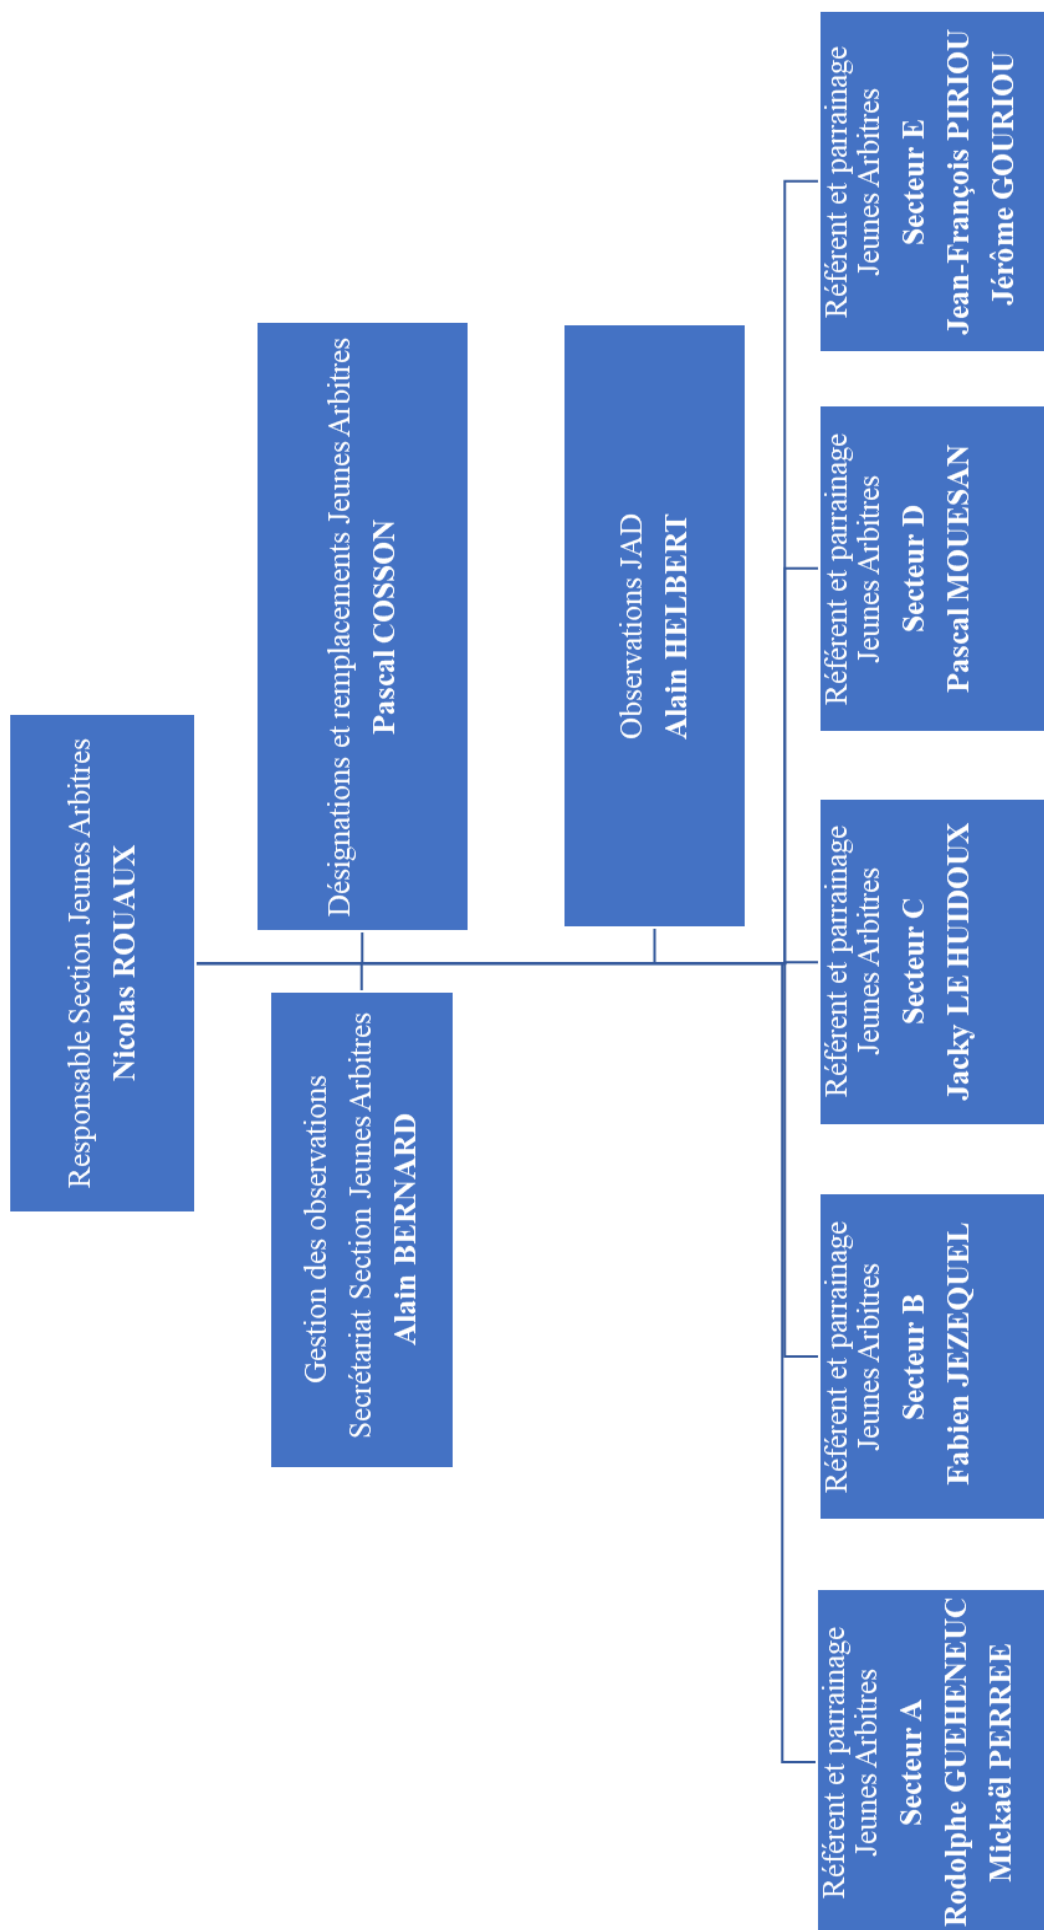 Responsable Section Jeunes Arbitres
Nicolas ROUAUX
Gestion des observations
Secrétariat Section Jeunes Arbitres
Alain BERNARD
Désignations et remplacements Jeunes Arbitres
Pascal COSSON
Observations JAD
Alain HELBERT
Référent et parrainage
Jeunes Arbitres
Secteur A
Rodolphe GUEHENEUC
Mickaël PERREE
Référent et parrainage
Jeunes Arbitres
Secteur B
Fabien JEZEQUEL
Référent et parrainage
Jeunes Arbitres
Secteur C
Jacky LE HUIDOUX
Référent et parrainage
Jeunes Arbitres
Secteur D
Pascal MOUESAN
Référent et parrainage
Jeunes Arbitres
Secteur E
Jean-François PIRIOU
Jérôme GOURIOU